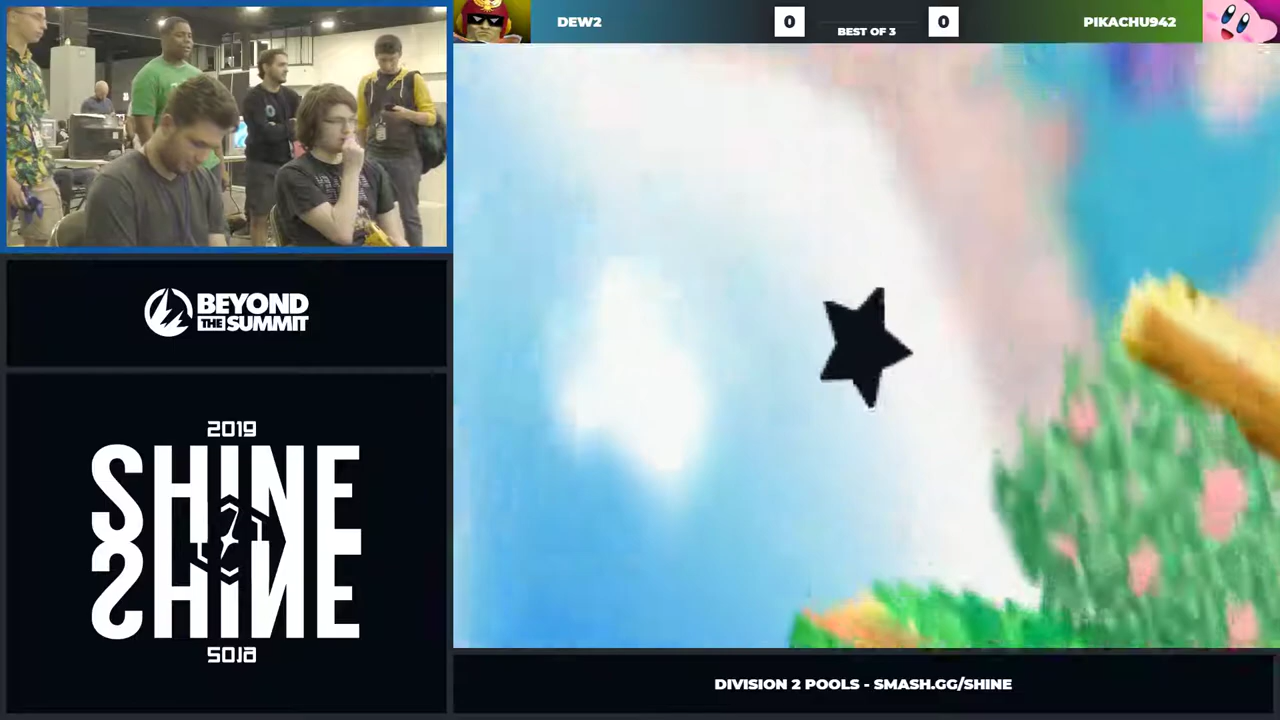 DEW2
0
BEST OF 3
0
PIKACHU942
BEYOND
THE SUMMIT
2019
SHINE
SHINE
2019
DIVISION 2 POOLS - SMASH.GG/SHINE